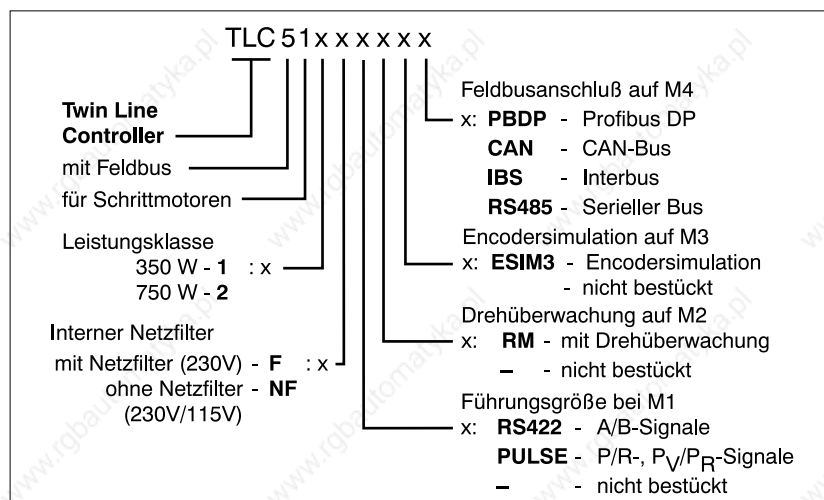 TLC51xxxxxx
Twin Line
Controller
mit Feldbus
für Schrittmotoren
Leistungsklasse
350 W - 1 : x
750 W - 2
Interner Netzfilter
mit Netzfilter (230V) - F : x
ohne Netzfilter - NF
(230V/115V)
Feldbusanschluß auf M4
x: PBDP - Profibus DP
CAN - CAN-Bus
IBS - Interbus
RS485 - Serieller Bus
Encodersimulation auf M3
x: ESIM3 - Encodersimulation
- nicht bestückt
Drehüberwachung auf M2
x: RM - mit Drehüberwachung
– - nicht bestückt
Führungsgröße bei M1
x: RS422 - A/B-Signale
PULSE - P/R-, PV/PR-Signale
– - nicht bestückt
www.rgbautomatyka.pl